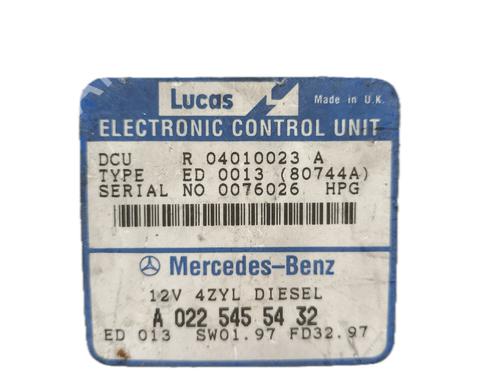 Lucas Made in U.K.
ELECTRONIC CONTROL UNIT
DCU R 04010023 A
TYPE ED 0013 (80744A)
SERIAL NO 0076026 HPG
Mercedes-Benz
12V 4ZYL DIESEL
A 022 545 54 32
ED 013 SW01.97 FD32.97